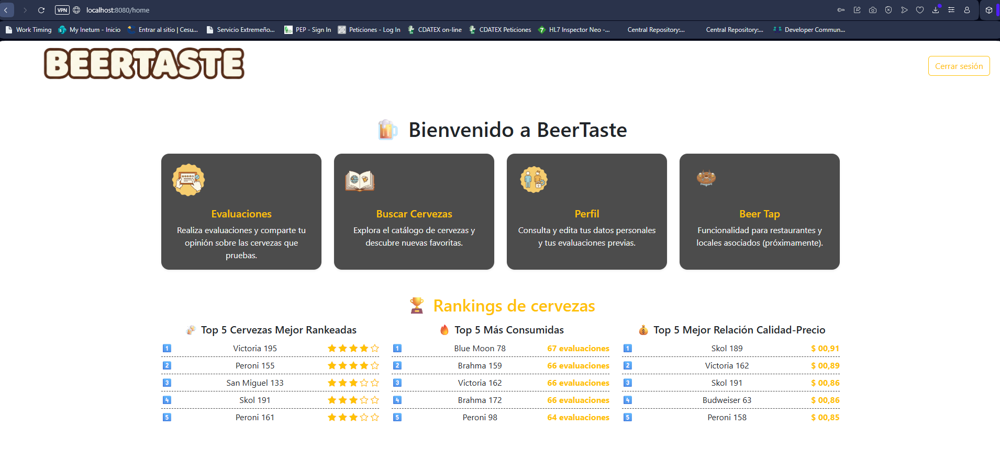 VPN localhost:8080/home
Work Timing My Inetum - Inicio Entrar al sitio | Cesu... Servicio Extremeño... PEP - Sign In Peticiones - Log In CDATEX on-line CDATEX Peticiones HL7 Inspector Neo -... Central Repository:... Central Repository:... Developer Commun...
BEERTASTE
Cerrar sesión
Bienvenido a BeerTaste
Evaluaciones
Realiza evaluaciones y comparte tu
opinión sobre las cervezas que
pruebas.
Buscar Cervezas
Explora el catálogo de cervezas y
descubre nuevas favoritas.
Perfil
Consulta y edita tus datos personales
y tus evaluaciones previas.
Beer Tap
Funcionalidad para restaurantes y
locales asociados (próximamente).
Rankings de cervezas
Top 5 Cervezas Mejor Rankeadas
1 Victoria 195
2 Peroni 155
3 San Miguel 133
4 Skol 191
5 Peroni 161
Top 5 Más Consumidas
1 Blue Moon 78 67 evaluaciones
2 Brahma 159 66 evaluaciones
3 Victoria 162 66 evaluaciones
4 Brahma 172 66 evaluaciones
5 Peroni 98 64 evaluaciones
Top 5 Mejor Relación Calidad-Precio
1 Skol 189 $ 00,91
2 Victoria 162 $ 00,89
3 Skol 191 $ 00,86
4 Budweiser 63 $ 00,86
5 Peroni 158 $ 00,85